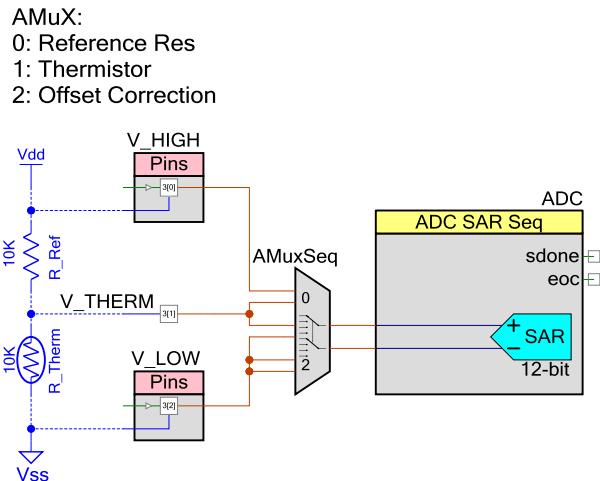 AMuX:
0: Reference Res
1: Thermistor
2: Offset Correction
V_HIGH
Pins
3[0]
Vdd
10K
R_Ref
V_THERM
3[1]
10K
R_Therm
V_LOW
Pins
3[2]
Vss
AMuxSeq
0
2
ADC
ADC SAR Seq
sdone
eoc
+
SAR
−
12-bit